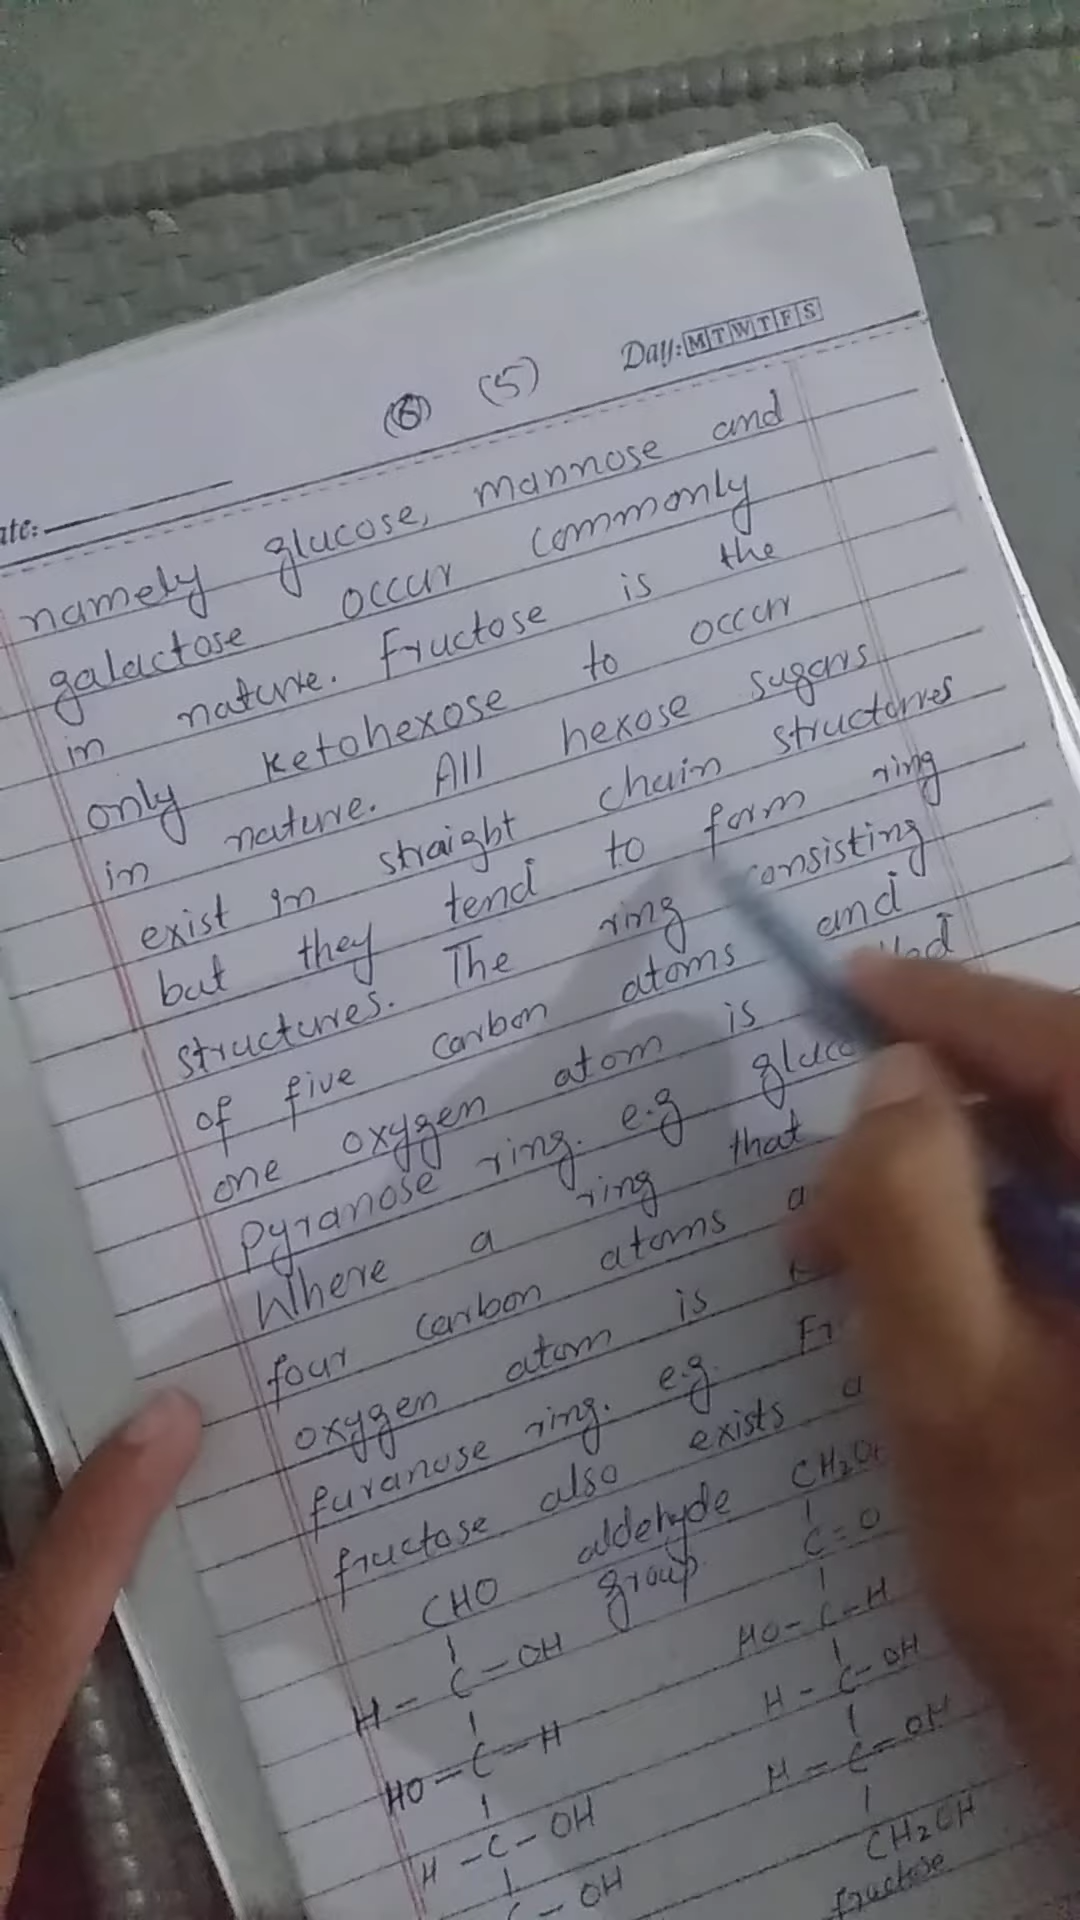 (6) (5) Day: M T W T F S
ate:
namely glucose, mannose and
galactose occur commonly
in nature. Fructose is the
only ketohexose to occur
in nature. All hexose sugars
exist in straight chain structures
but they tend to form ring
structures. The ring consisting
of five carbon atoms and
one oxygen atom is
pyranose ring. e.g
Where a ring that
four carbon atoms
oxygen atom is
furanose ring. e.g.
fructose also exists
CHO aldehyde group
H - C - OH
HO - C - H
H - C - OH
C - OH
C = O
HO - C - H
H - C - OH
H - C - OH
CH2OH
fructose